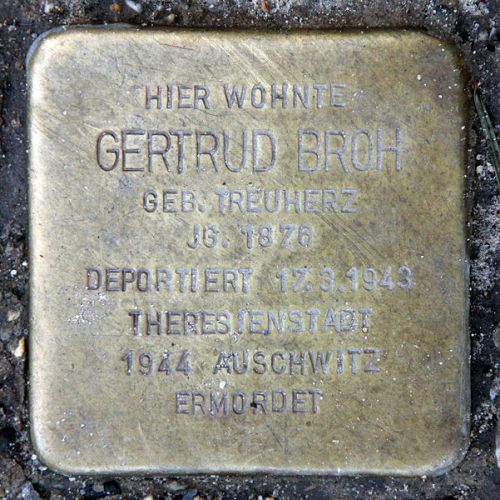 HIER WOHNTE
GERTRUD BROH
GEB. TREUHERZ
JG. 1876
DEPORTIERT 17.3.1943
THERESIENSTADT
1944 AUSCHWITZ
ERMORDET